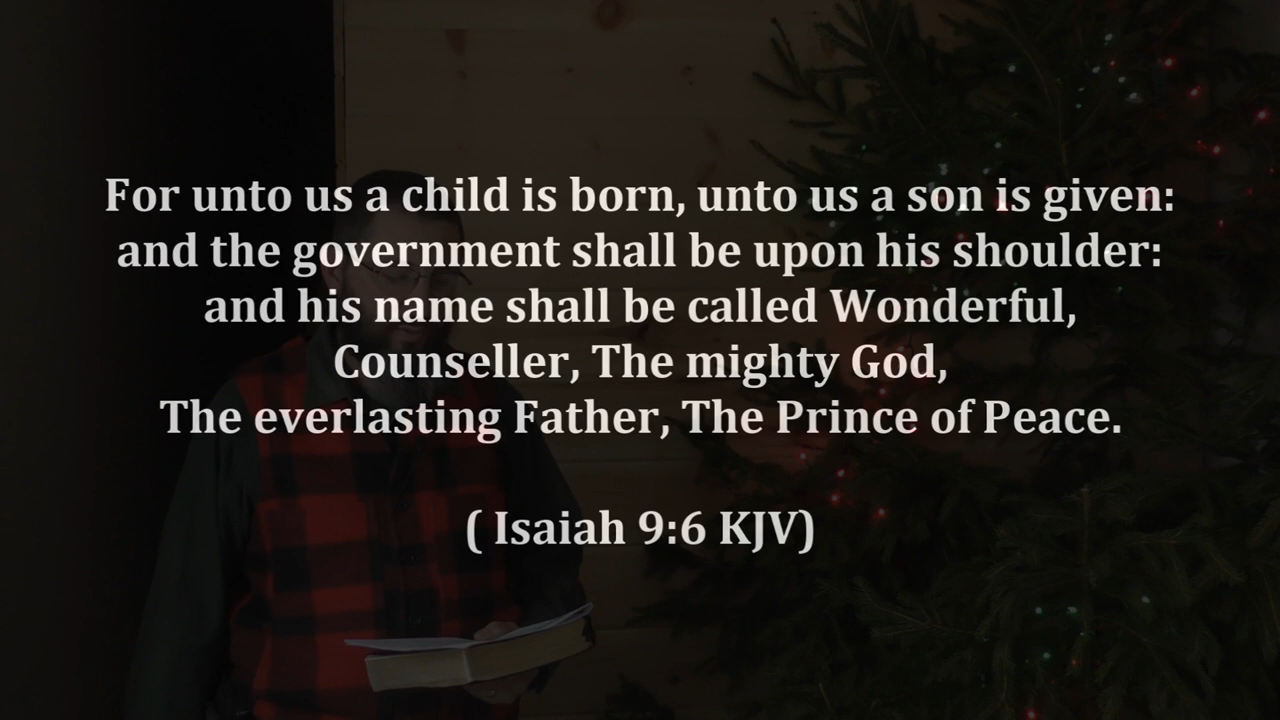 For unto us a child is born, unto us a son is given:
and the government shall be upon his shoulder:
and his name shall be called Wonderful,
Counseller, The mighty God,
The everlasting Father, The Prince of Peace.
( Isaiah 9:6 KJV)